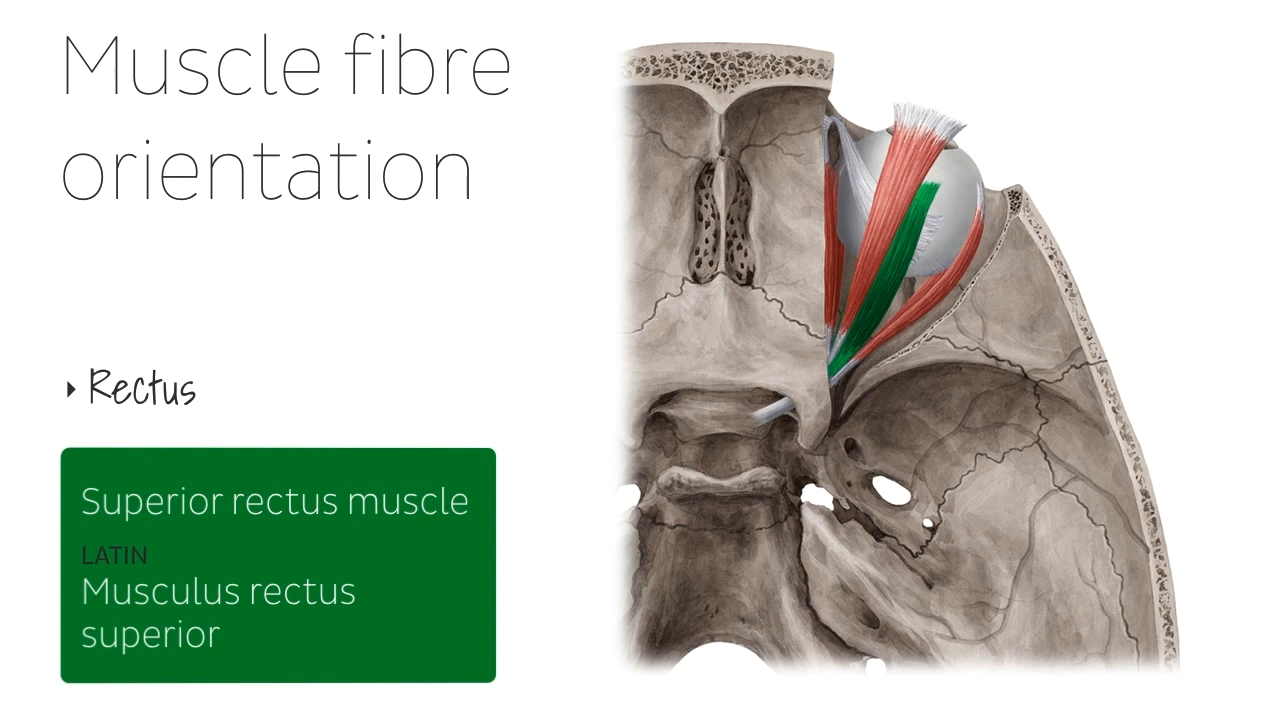 Muscle fibre
orientation
Rectus
Superior rectus muscle
LATIN
Musculus rectus
superior